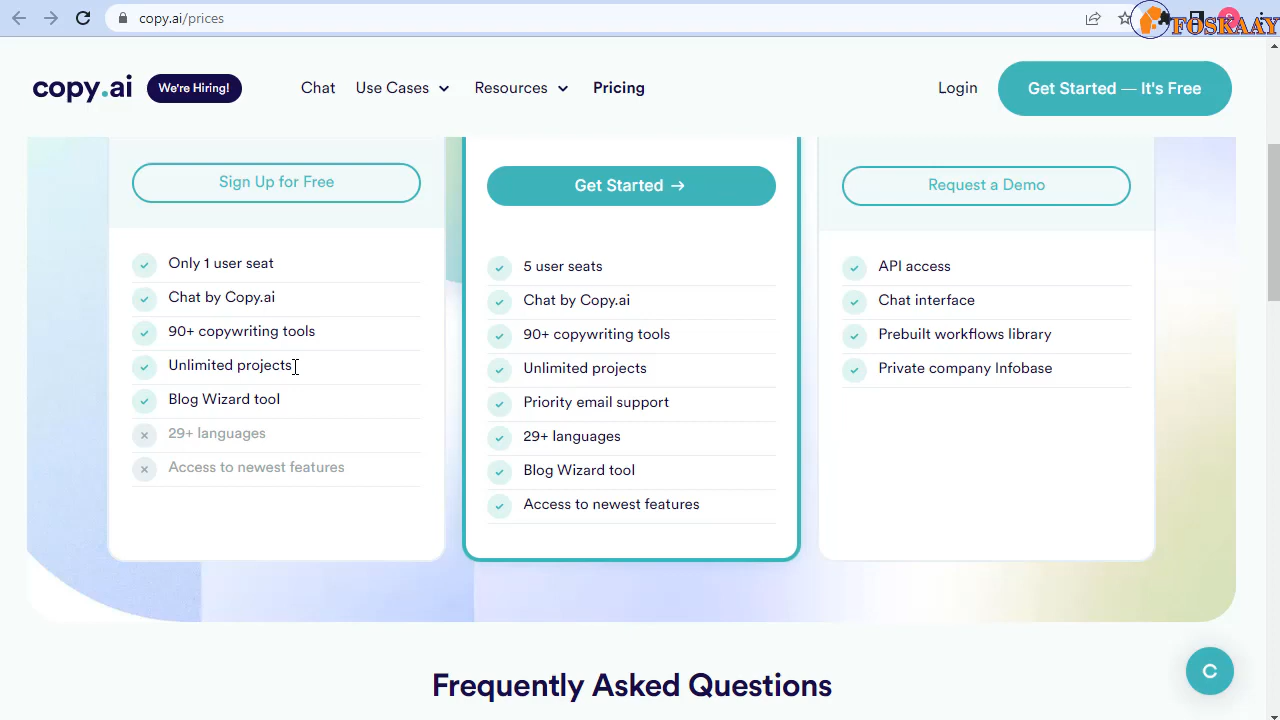 copy.ai/prices
FOSKAAY
copy.ai
We're Hiring!
Chat
Use Cases
Resources
Pricing
Login
Get Started — It's Free
Sign Up for Free
Only 1 user seat
Chat by Copy.ai
90+ copywriting tools
Unlimited projects
Blog Wizard tool
29+ languages
Access to newest features
Get Started →
5 user seats
Chat by Copy.ai
90+ copywriting tools
Unlimited projects
Priority email support
29+ languages
Blog Wizard tool
Access to newest features
Request a Demo
API access
Chat interface
Prebuilt workflows library
Private company Infobase
Frequently Asked Questions
C